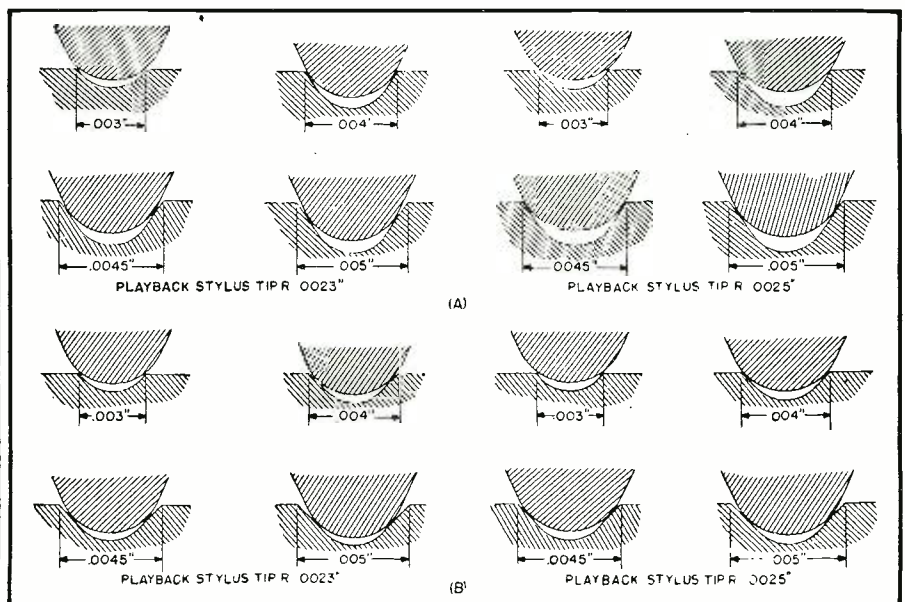 .003" .004' .003" .004"
.0045" .005" .0045" .005"
PLAYBACK STYLUS TIP R 0023" PLAYBACK STYLUS TIP R 0025"
(A)
.003" .004" .003" .004"
.0045" .005" .0045" .005"
PLAYBACK STYLUS TIP R 0023" PLAYBACK STYLUS TIP R 0025"
(B)